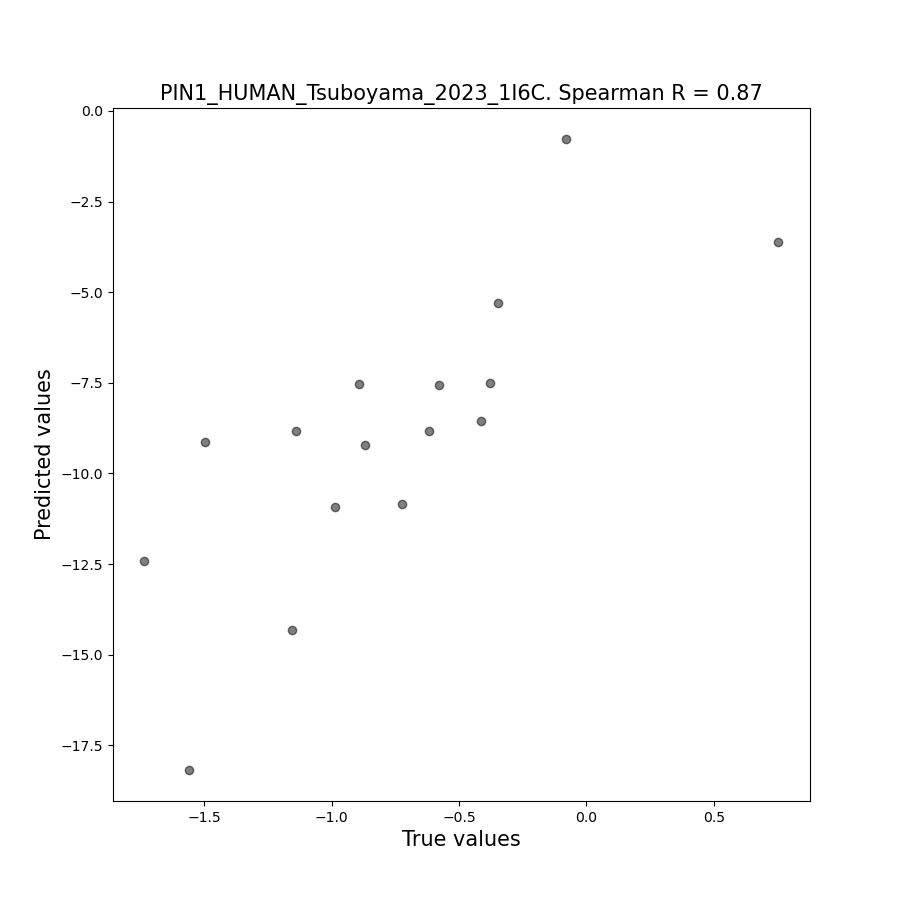 PIN1_HUMAN_Tsuboyama_2023_1I6C. Spearman R = 0.87
0.0
−2.5
−5.0
−7.5
−10.0
−12.5
−15.0
−17.5
Predicted values
−1.5 −1.0 −0.5 0.0 0.5
True values